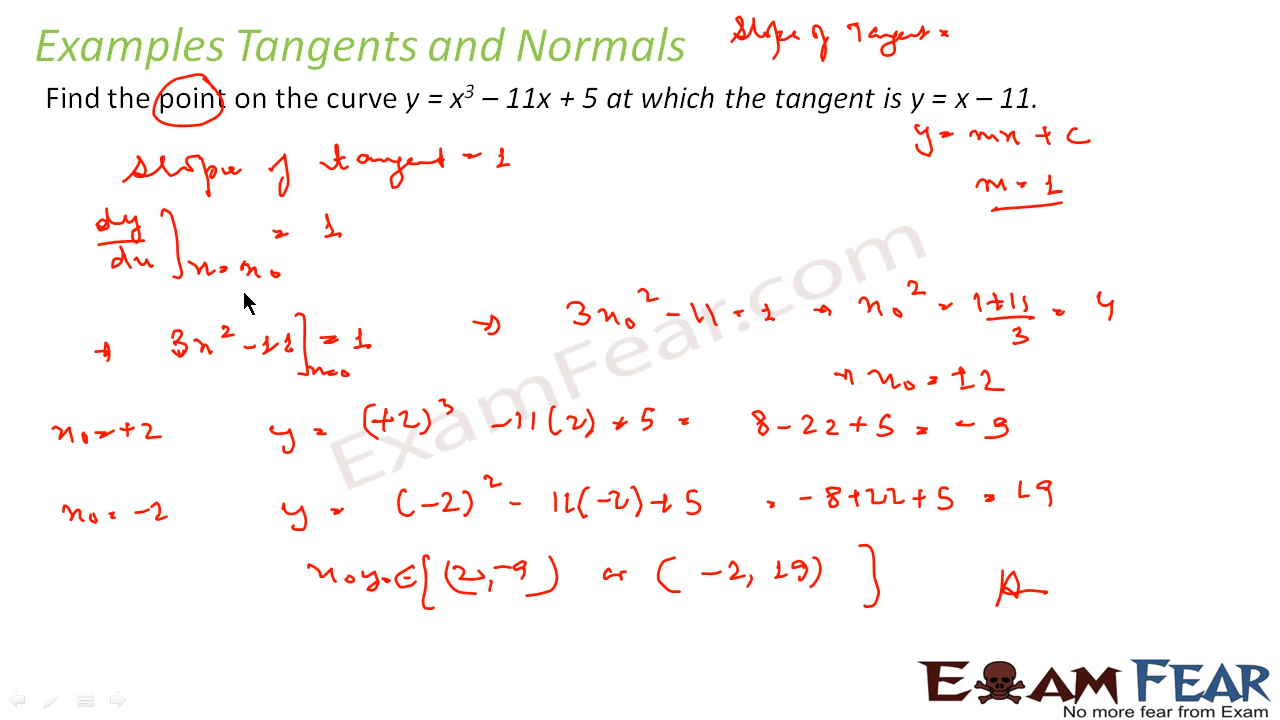 Examples Tangents and Normals
Slope of Tangent =
Find the point on the curve y = x³ – 11x + 5 at which the tangent is y = x – 11.
y = mx + c
Slope of tangent = 1
m = 1
dy/dx]x = x₀ = 1
→ 3x² - 11]x=x₀ = 1 → 3x₀² - 11 = 1 → x₀² = (1+11)/3 = 4
→ x₀ = ±2
x₀ = +2 y = (+2)³ - 11(2) + 5 = 8 - 22 + 5 = -9
x₀ = -2 y = (-2)² - 11(-2) + 5 = -8 + 22 + 5 = 19
x₀y₀ ∈ [(2, -9) or (-2, 19)]
ExamFear.com
EXAM FEAR
No more fear from Exam